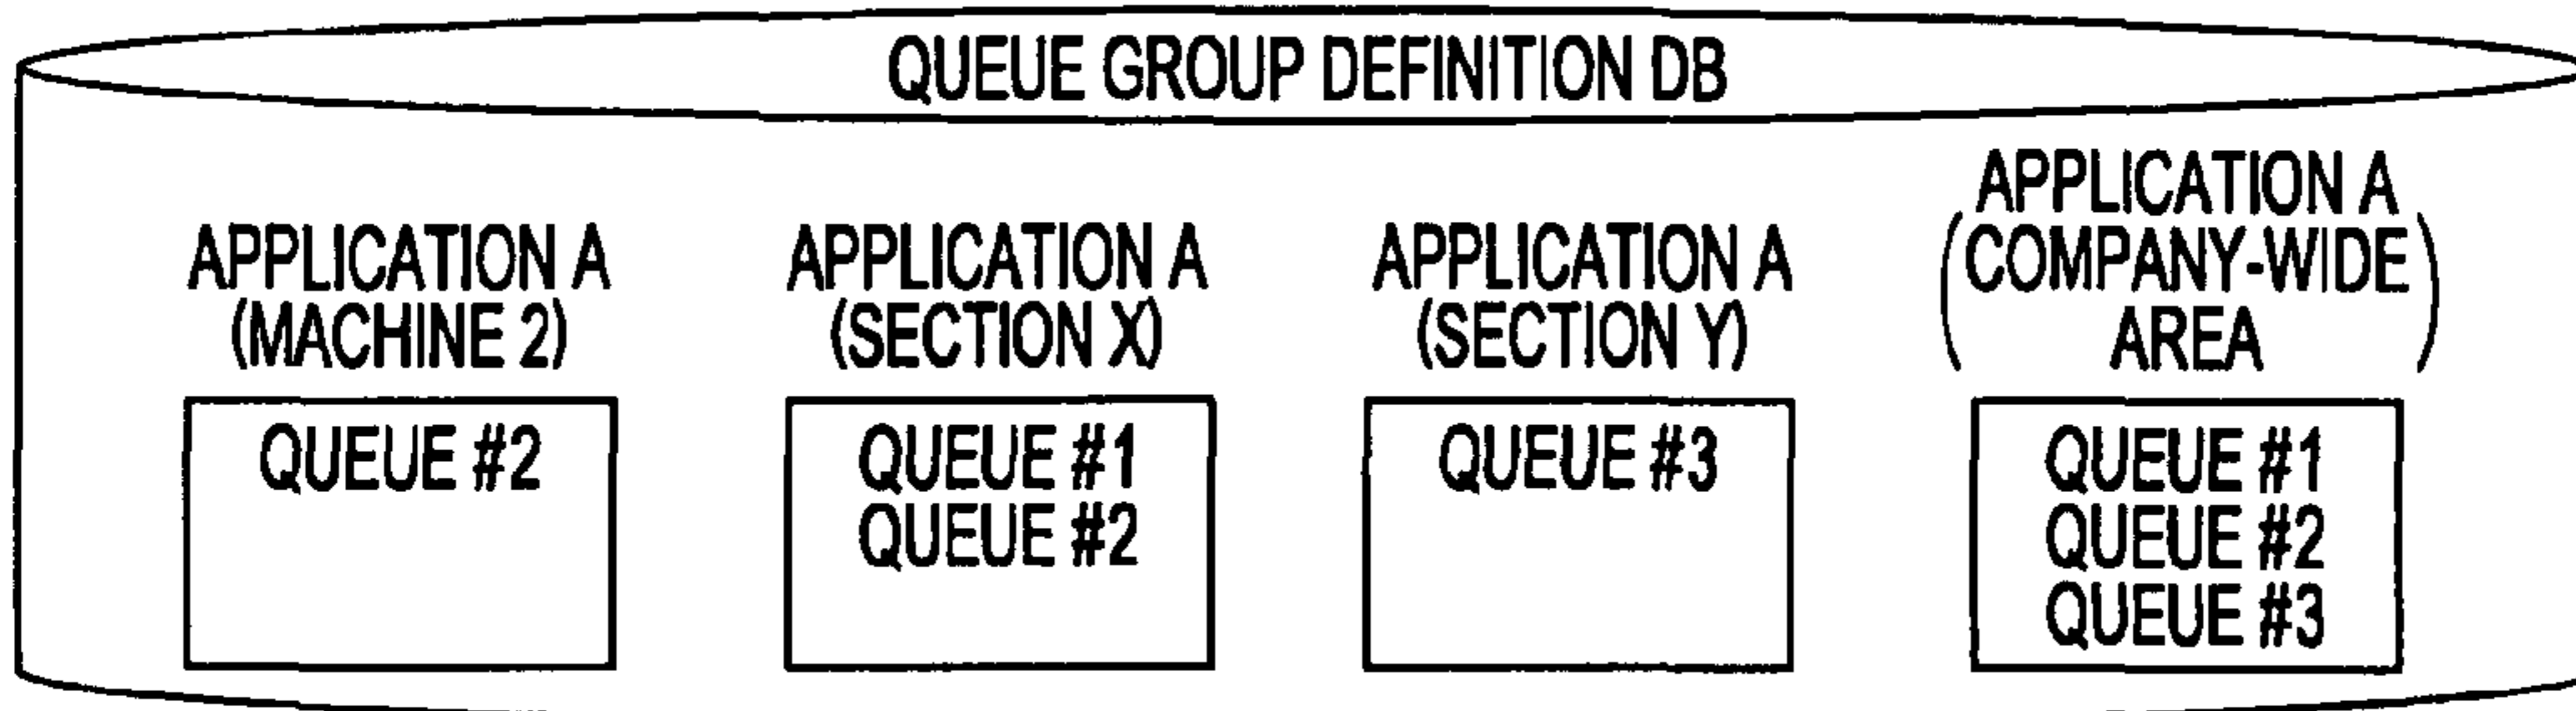 QUEUE GROUP DEFINITION DB
APPLICATION A
(MACHINE 2)
QUEUE #2
APPLICATION A
(SECTION X)
QUEUE #1
QUEUE #2
APPLICATION A
(SECTION Y)
QUEUE #3
APPLICATION A
(COMPANY-WIDE
AREA)
QUEUE #1
QUEUE #2
QUEUE #3